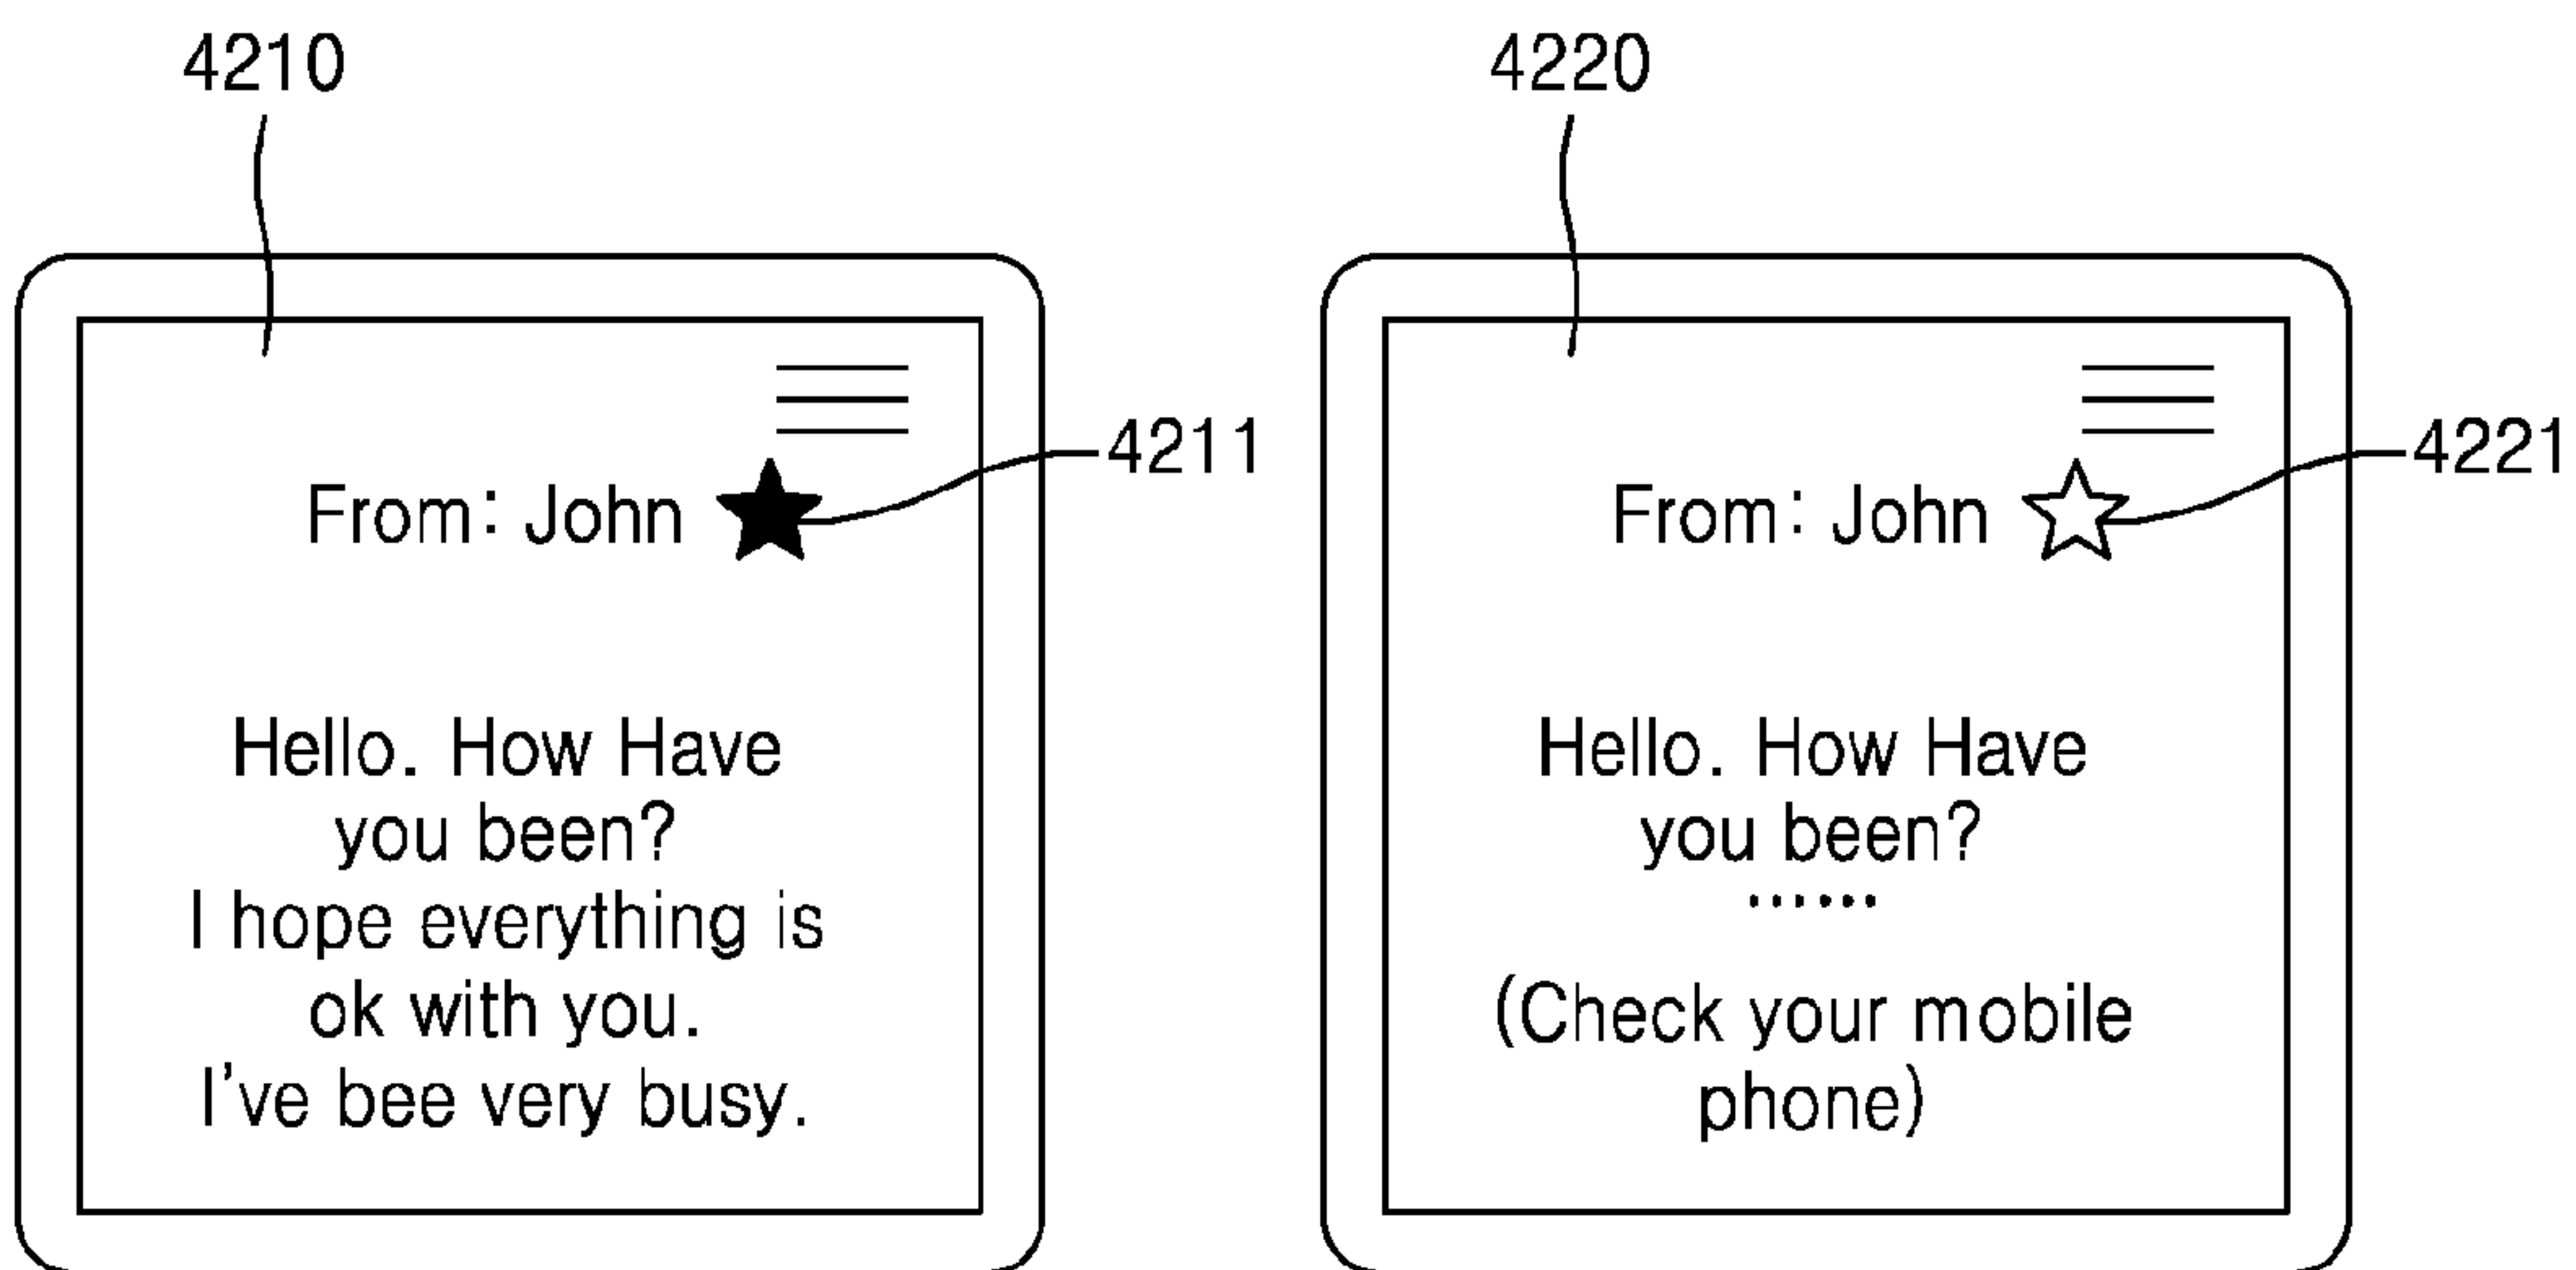 4210
4220
4211
4221
From: John
Hello. How Have
you been?
I hope everything is
ok with you.
I've bee very busy.
From: John
Hello. How Have
you been?
......
(Check your mobile
phone)